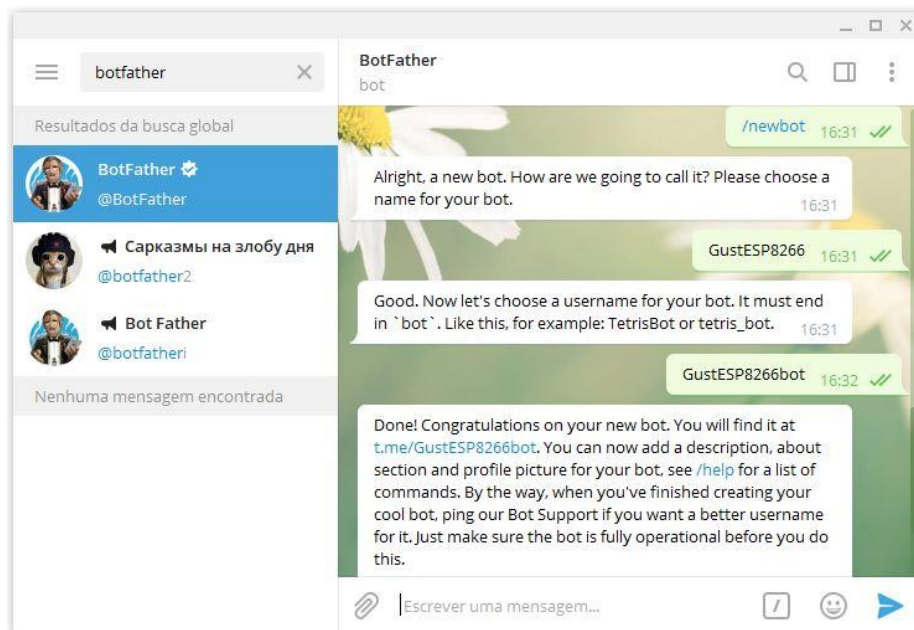 botfather
Resultados da busca global
BotFather
@BotFather
Сарказмы на злобу дня
@botfather2
Bot Father
@botfatheri
Nenhuma mensagem encontrada
BotFather
bot
/newbot 16:31
Alright, a new bot. How are we going to call it? Please choose a
name for your bot.
16:31
GustESP8266 16:31
Good. Now let's choose a username for your bot. It must end
in `bot`. Like this, for example: TetrisBot or tetris_bot.
16:31
GustESP8266bot 16:32
Done! Congratulations on your new bot. You will find it at
t.me/GustESP8266bot. You can now add a description, about
section and profile picture for your bot, see /help for a list of
commands. By the way, when you've finished creating your
cool bot, ping our Bot Support if you want a better username
for it. Just make sure the bot is fully operational before you do
this.
Escrever uma mensagem...